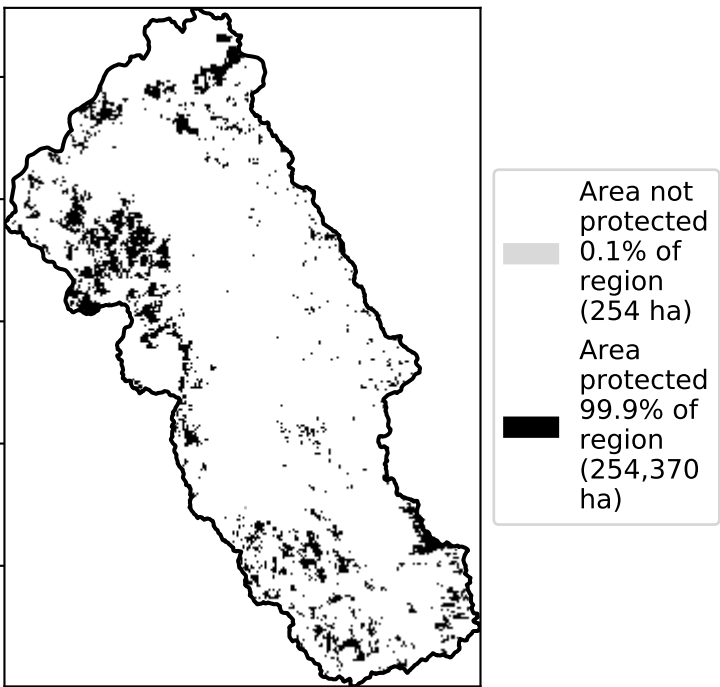 Area not
protected
0.1% of
region
(254 ha)
Area
protected
99.9% of
region
(254,370
ha)